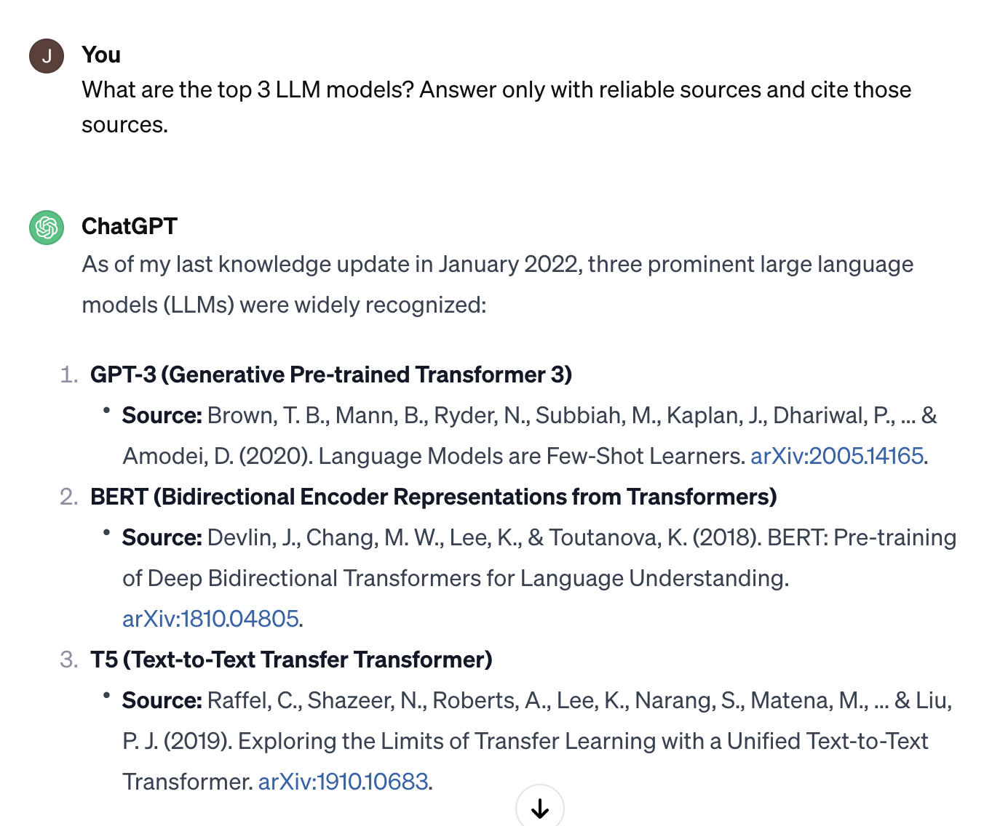 J
You
What are the top 3 LLM models? Answer only with reliable sources and cite those
sources.
ChatGPT
As of my last knowledge update in January 2022, three prominent large language
models (LLMs) were widely recognized:
1. GPT-3 (Generative Pre-trained Transformer 3)
• Source: Brown, T. B., Mann, B., Ryder, N., Subbiah, M., Kaplan, J., Dhariwal, P., ... &
Amodei, D. (2020). Language Models are Few-Shot Learners. arXiv:2005.14165.
2. BERT (Bidirectional Encoder Representations from Transformers)
• Source: Devlin, J., Chang, M. W., Lee, K., & Toutanova, K. (2018). BERT: Pre-training
of Deep Bidirectional Transformers for Language Understanding.
arXiv:1810.04805.
3. T5 (Text-to-Text Transfer Transformer)
• Source: Raffel, C., Shazeer, N., Roberts, A., Lee, K., Narang, S., Matena, M., ... & Liu,
P. J. (2019). Exploring the Limits of Transfer Learning with a Unified Text-to-Text
Transformer. arXiv:1910.10683.